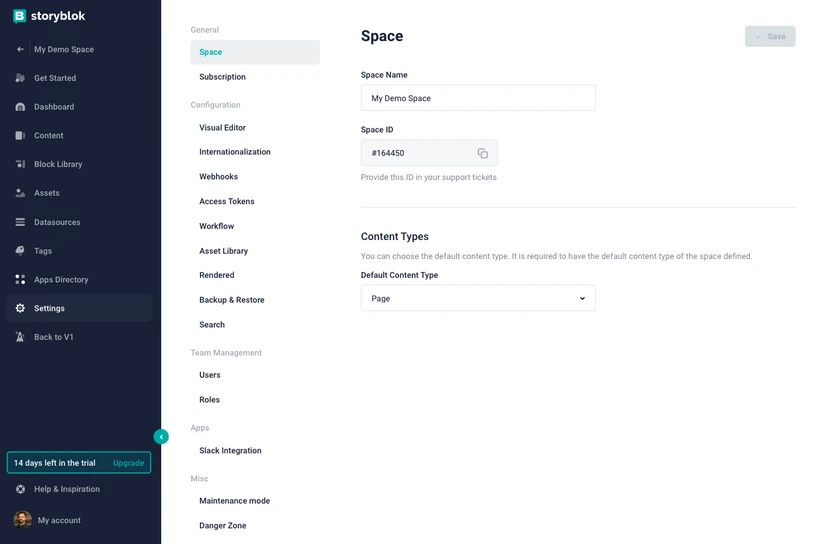 storyblok
My Demo Space
Get Started
Dashboard
Content
Block Library
Assets
Datasources
Tags
Apps Directory
Settings
Back to V1
14 days left in the trial Upgrade
Help & Inspiration
My account
General
Space
Subscription
Configuration
Visual Editor
Internationalization
Webhooks
Access Tokens
Workflow
Asset Library
Rendered
Backup & Restore
Search
Team Management
Users
Roles
Apps
Slack Integration
Misc
Maintenance mode
Danger Zone
Space
Save
Space Name
My Demo Space
Space ID
#164450
Provide this ID in your support tickets
Content Types
You can choose the default content type. It is required to have the default content type of the space defined.
Default Content Type
Page